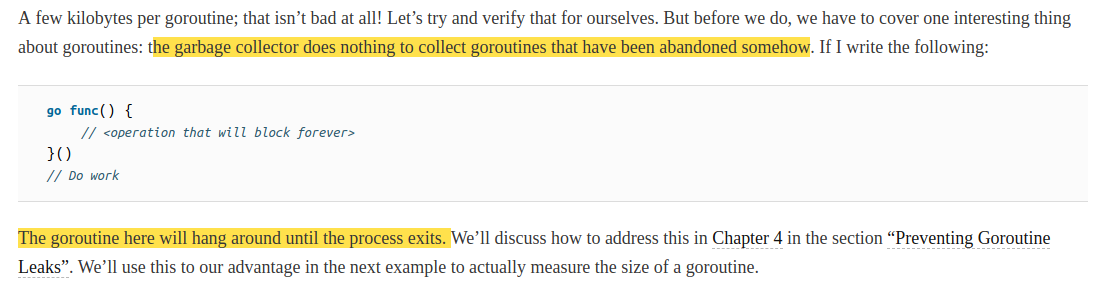 A few kilobytes per goroutine; that isn’t bad at all! Let’s try and verify that for ourselves. But before we do, we have to cover one interesting thing
about goroutines: the garbage collector does nothing to collect goroutines that have been abandoned somehow. If I write the following:
go func() {
// <operation that will block forever>
}()
// Do work
The goroutine here will hang around until the process exits. We’ll discuss how to address this in Chapter 4 in the section “Preventing Goroutine
Leaks”. We’ll use this to our advantage in the next example to actually measure the size of a goroutine.